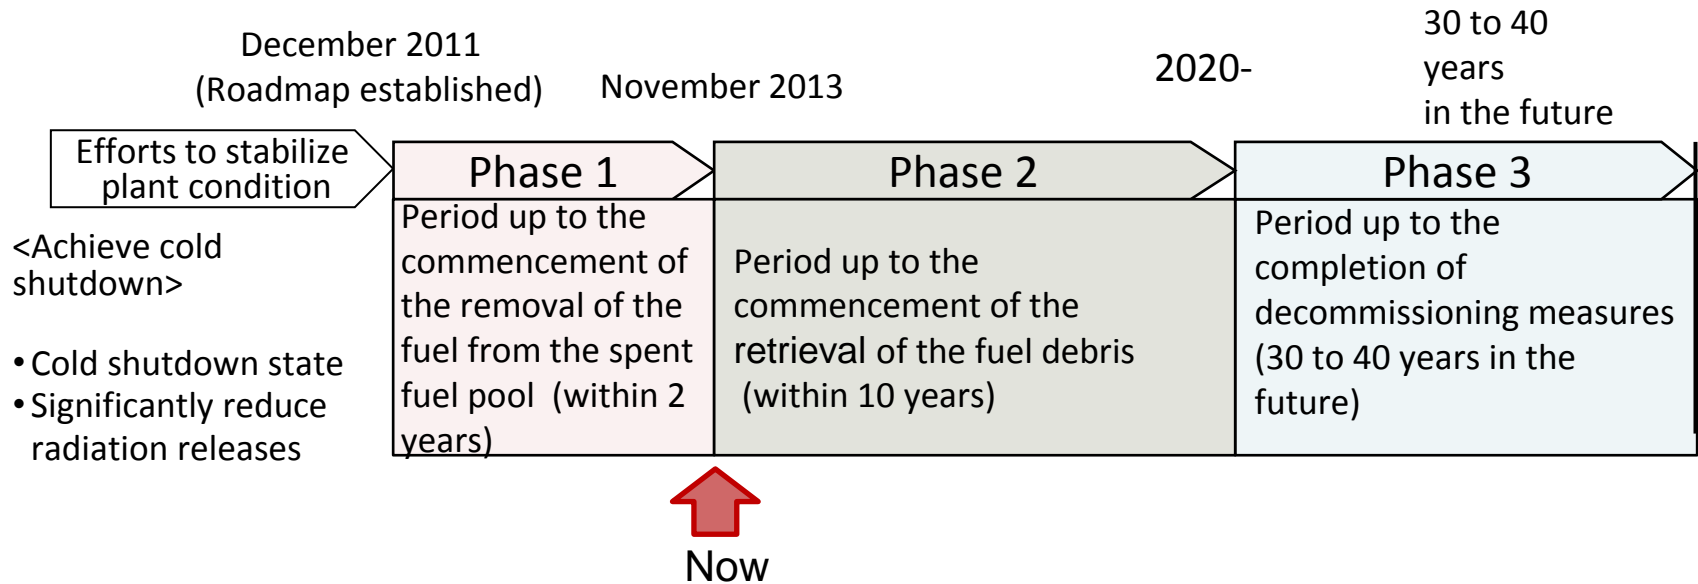 December 2011
(Roadmap established)
November 2013
2020-
30 to 40
years
in the future
Efforts to stabilize
plant condition
Phase 1
Phase 2
Phase 3
<Achieve cold
shutdown>
• Cold shutdown state
• Significantly reduce
radiation releases
Period up to the
commencement of
the removal of the
fuel from the spent
fuel pool (within 2
years)
Period up to the
commencement of the
retrieval of the fuel debris
(within 10 years)
Period up to the
completion of
decommissioning measures
(30 to 40 years in the
future)
Now